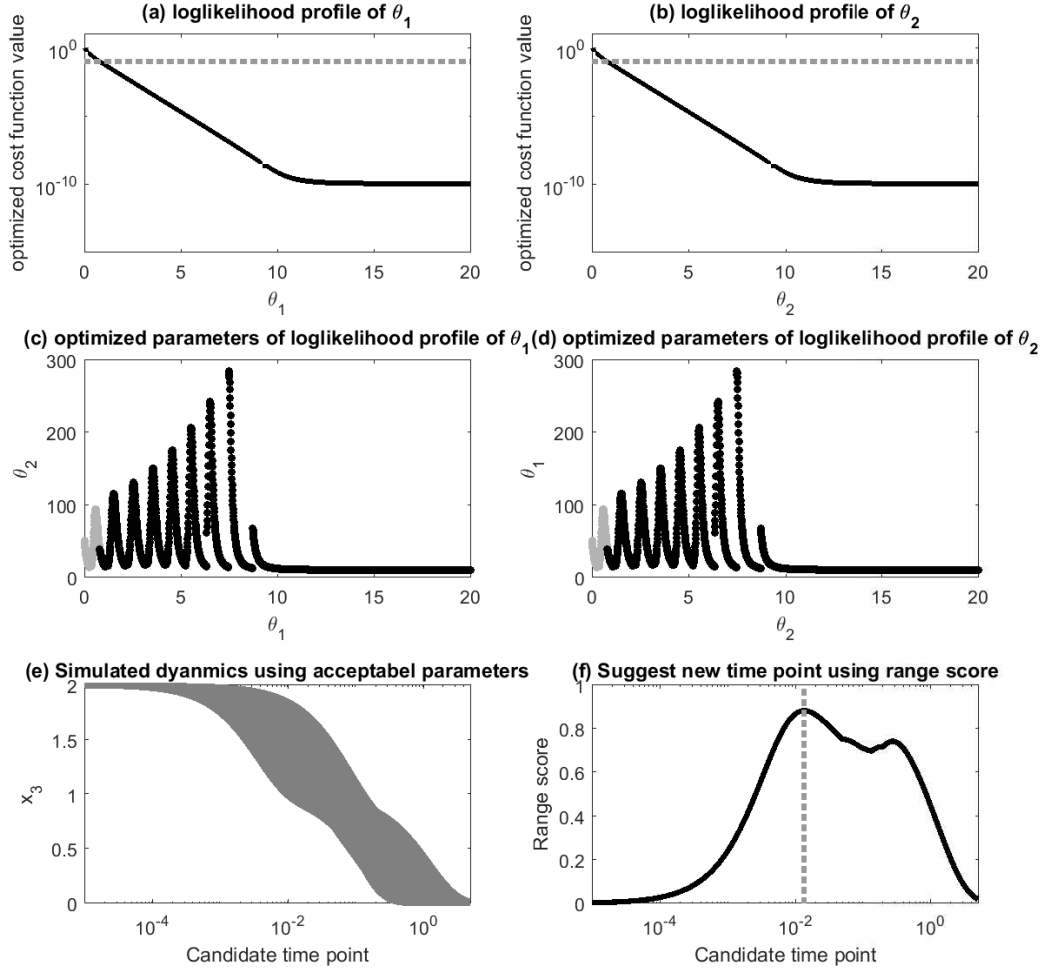 (a) loglikelihood profile of θ1
optimized cost function value
10^0
10^-10
0 5 10 15 20
θ1
(b) loglikelihood profile of θ2
optimized cost function value
10^0
10^-10
0 5 10 15 20
θ2
(c) optimized parameters of loglikelihood profile of θ1
θ2
300
200
100
0
0 5 10 15 20
θ1
(d) optimized parameters of loglikelihood profile of θ2
θ1
300
200
100
0
0 5 10 15 20
θ2
(e) Simulated dyanmics using acceptabel parameters
x3
2
1.5
1
0.5
0
10^-4 10^-2 10^0
Candidate time point
(f) Suggest new time point using range score
Range score
1
0.8
0.6
0.4
0.2
0
10^-4 10^-2 10^0
Candidate time point